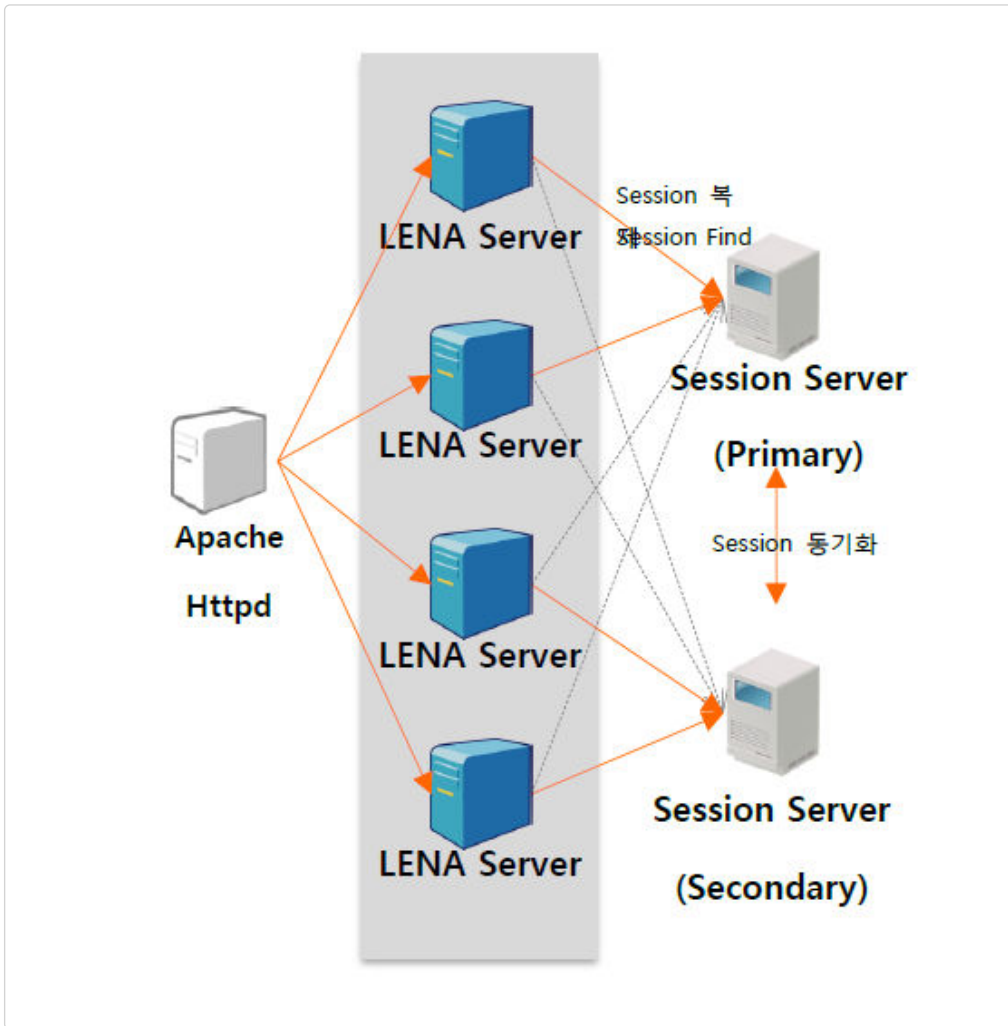 LENA Server
Session 복
Session Find
LENA Server
Session Server
(Primary)
Apache
Httpd
Session 동기화
LENA Server
Session Server
(Secondary)
LENA Server